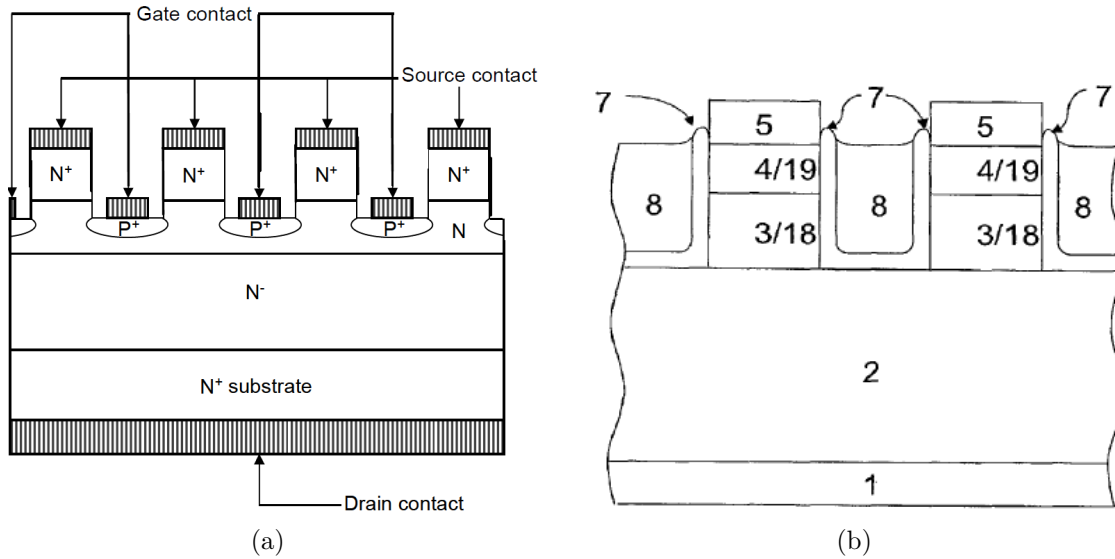 Gate contact
Source contact
N⁺ N⁺ N⁺ N⁺
P⁺ P⁺ P⁺ N
N⁻
N⁺ substrate
Drain contact
(a)
7 7 7
5 5
4/19 4/19
8 8 8
3/18 3/18
2
1
(b)